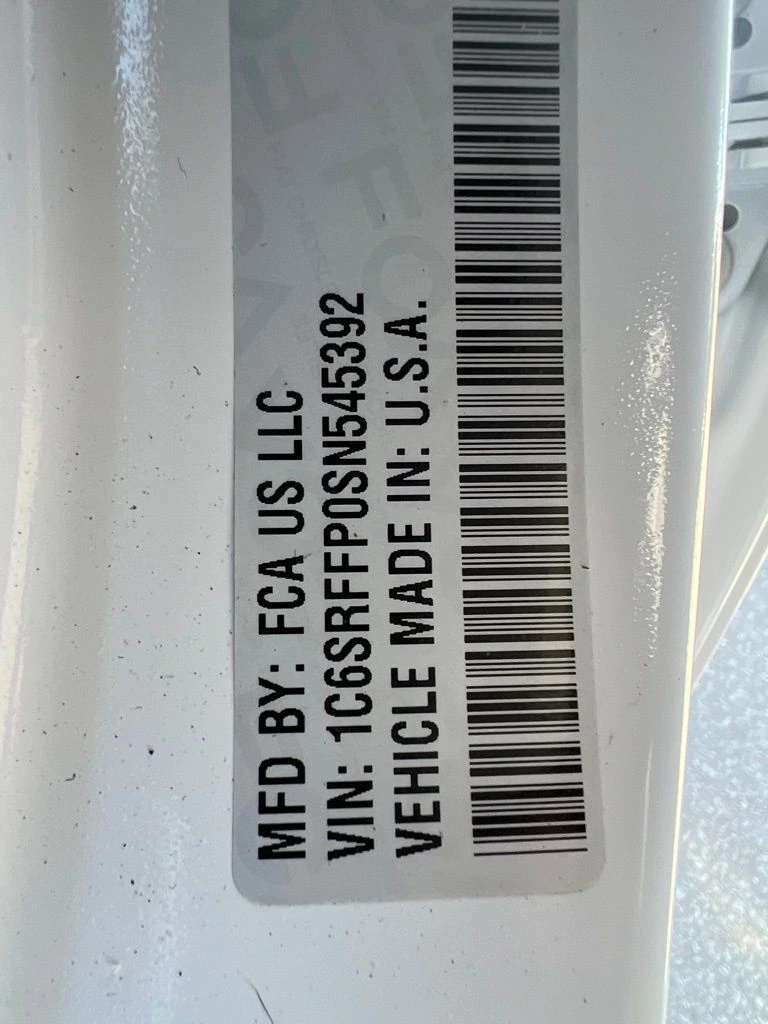 MFD BY: FCA US LLC
VIN: 1C6SRFFP0SN545392
VEHICLE MADE IN: U.S.A.